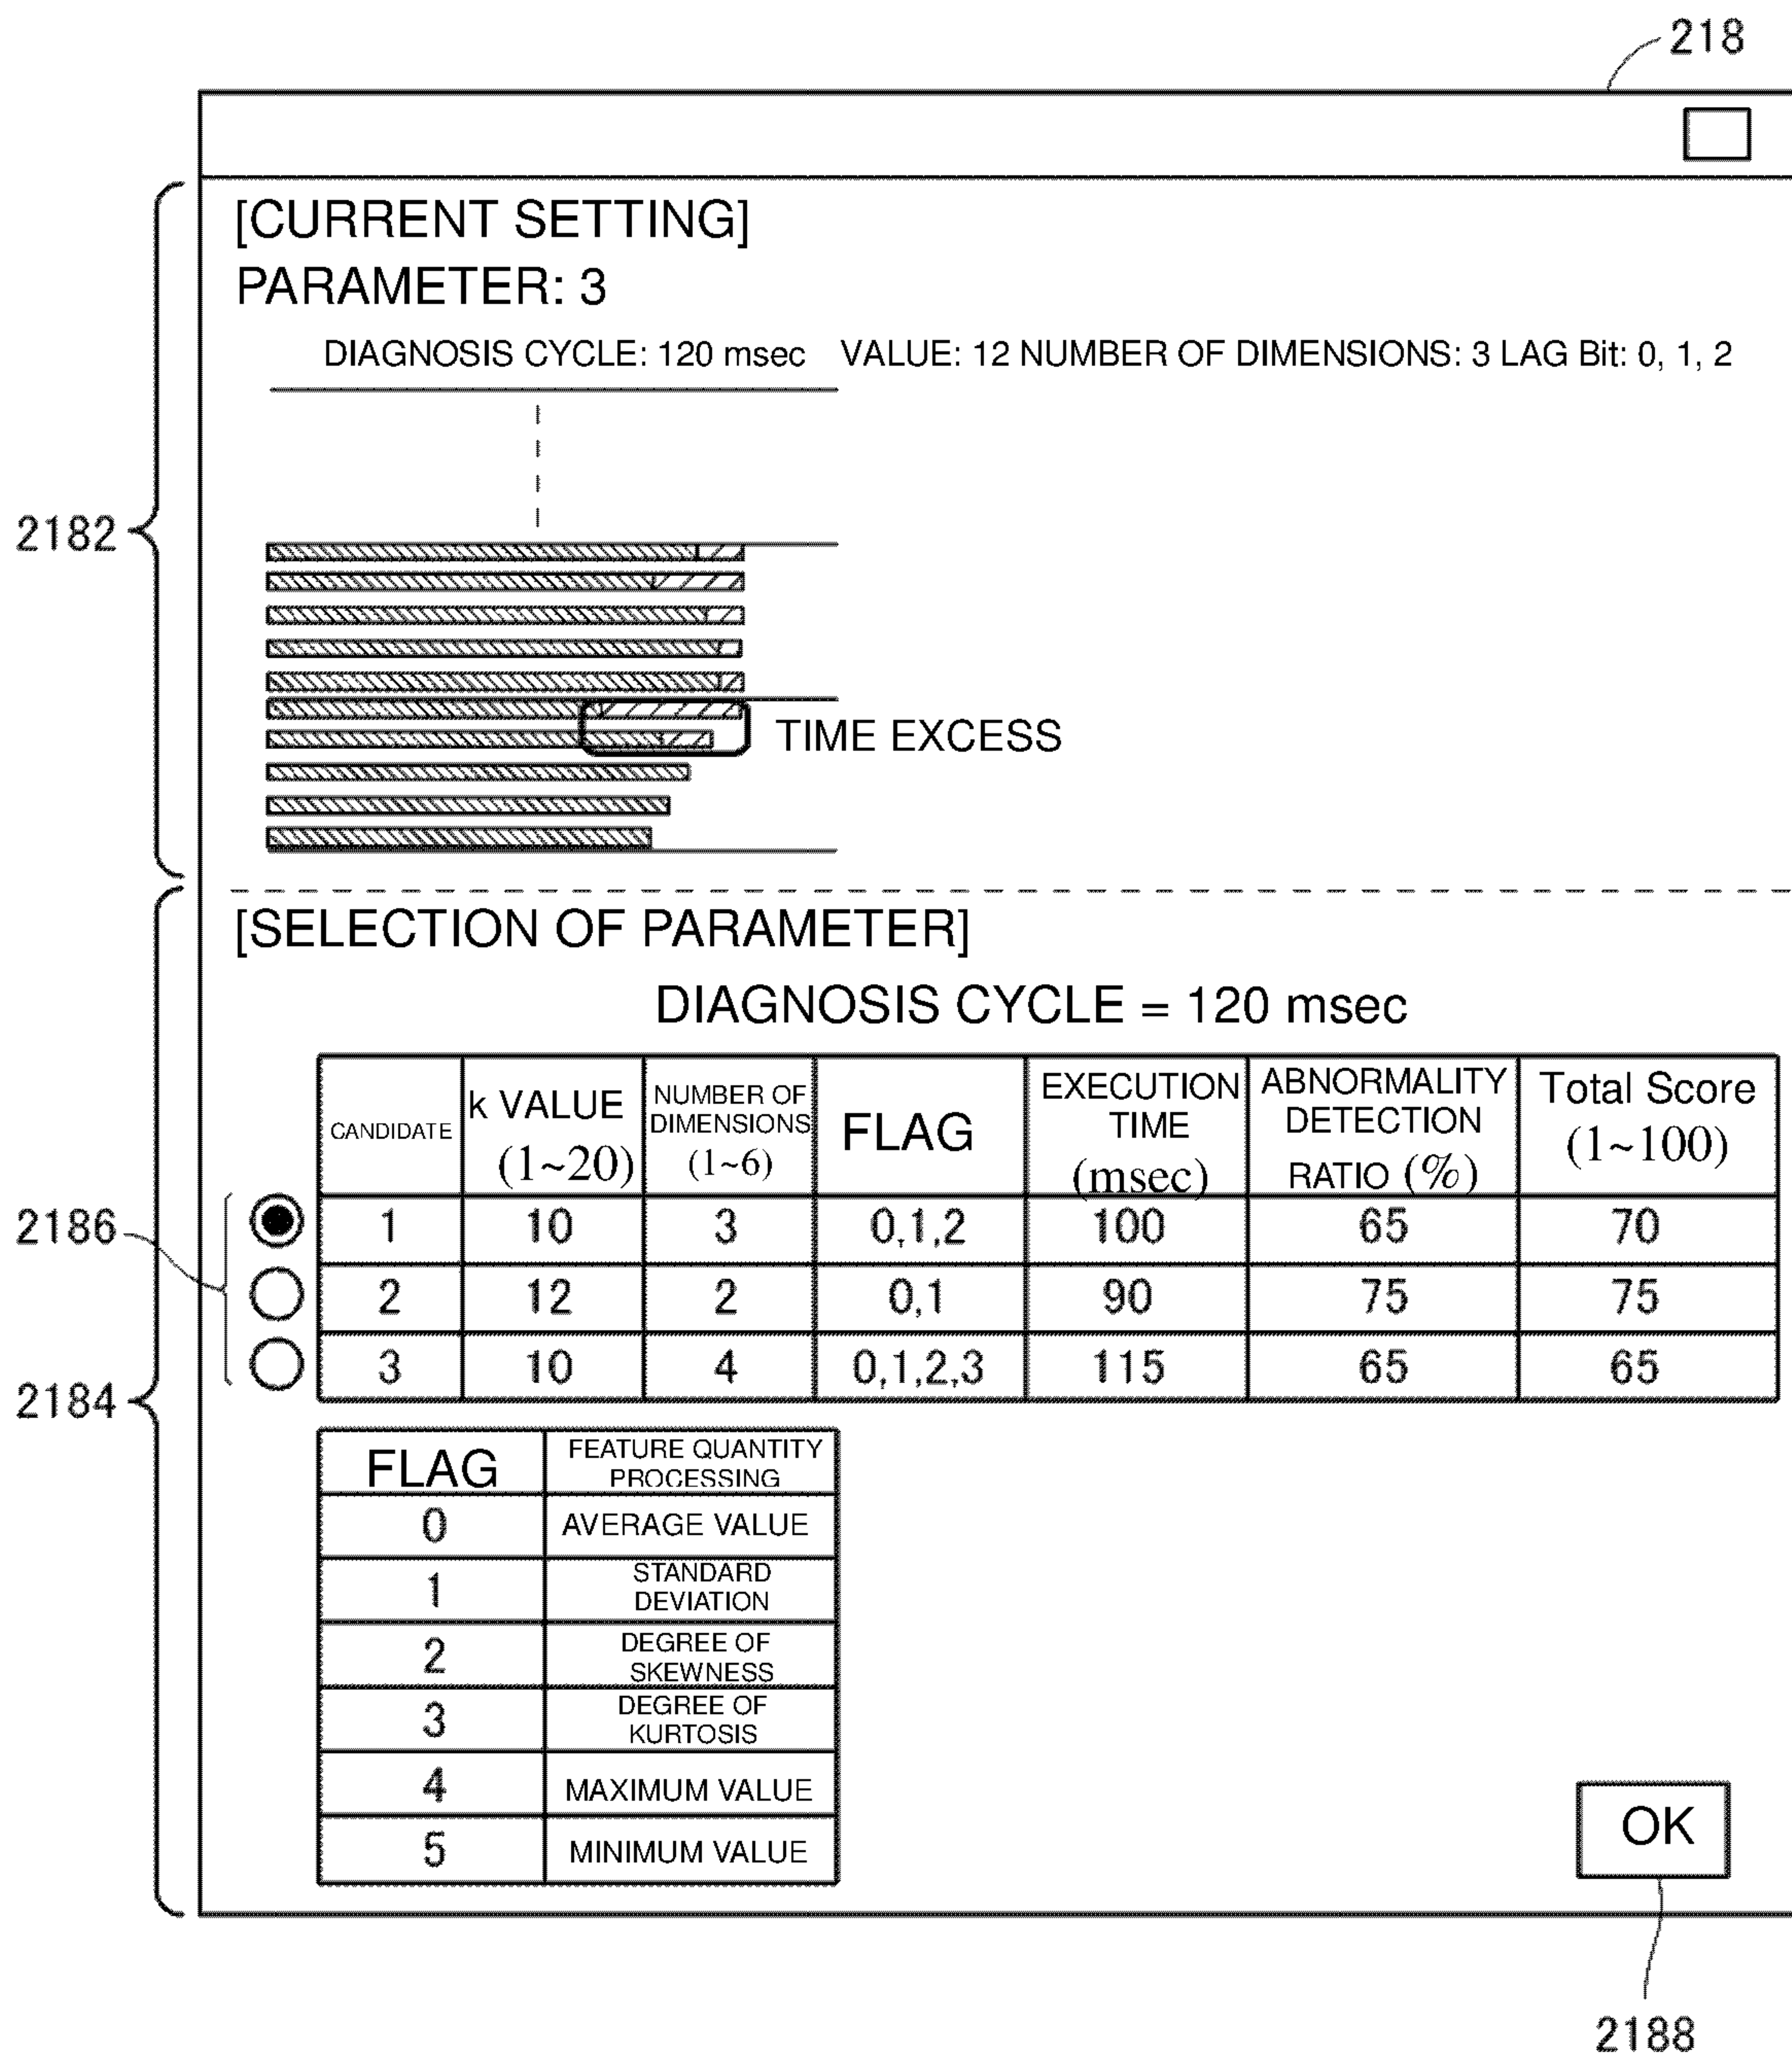 218
[CURRENT SETTING]
PARAMETER: 3
DIAGNOSIS CYCLE: 120 msec VALUE: 12 NUMBER OF DIMENSIONS: 3 LAG Bit: 0, 1, 2
2182
TIME EXCESS
[SELECTION OF PARAMETER]
DIAGNOSIS CYCLE = 120 msec
CANDIDATE
k VALUE
(1~20)
NUMBER OF
DIMENSIONS
(1~6)
FLAG
EXECUTION
TIME
(msec)
ABNORMALITY
DETECTION
RATIO (%)
Total Score
(1~100)
2186
1 10 3 0,1,2 100 65 70
2 12 2 0,1 90 75 75
3 10 4 0,1,2,3 115 65 65
2184
FLAG
FEATURE QUANTITY
PROCESSING
0 AVERAGE VALUE
1 STANDARD
DEVIATION
2 DEGREE OF
SKEWNESS
3 DEGREE OF
KURTOSIS
4 MAXIMUM VALUE
5 MINIMUM VALUE
OK
2188